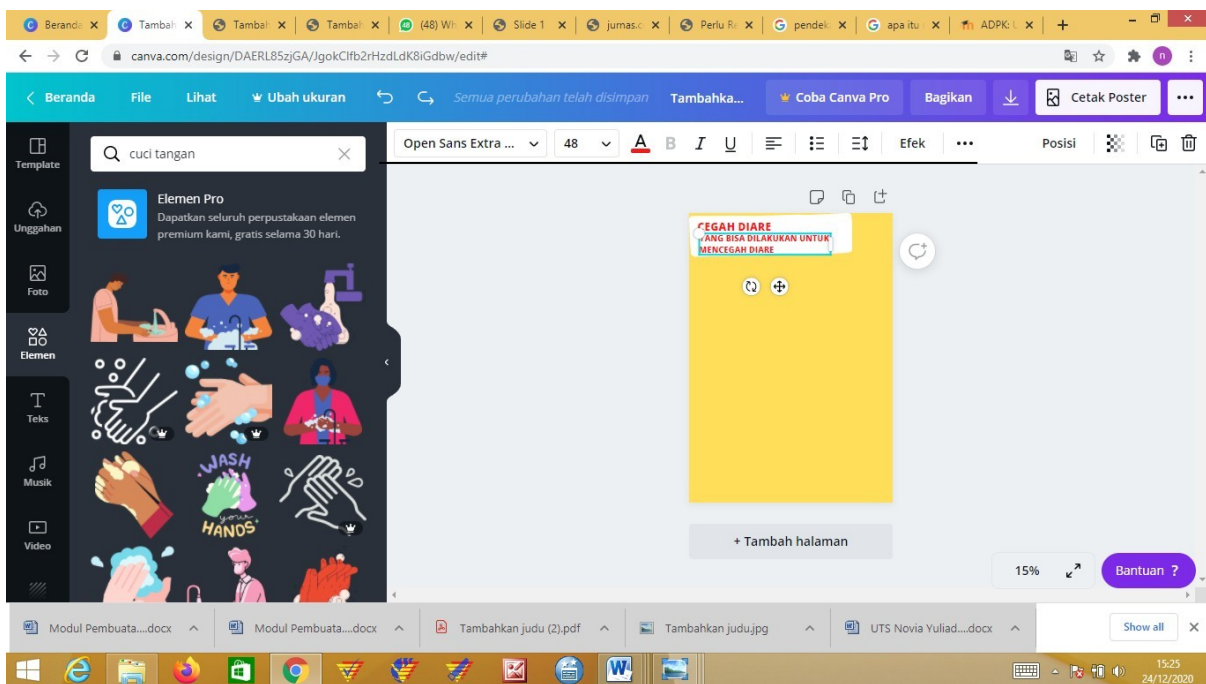 Beranda
Tambah
Tambah
Tambah
(48) Wh
Slide 1
jurnas.c
Perlu Re
pendek
apa itu
ADPK: U
canva.com/design/DAERL85zjGA/JgokClfb2rHzdLdK8iGdbw/edit#
n
Beranda
File
Lihat
Ubah ukuran
Semua perubahan telah disimpan
Tambahka...
Coba Canva Pro
Bagikan
Cetak Poster
Template
cuci tangan
Open Sans Extra ...
48
A
B
I
U
Efek
Posisi
Elemen Pro
Dapatkan seluruh perpustakaan elemen
premium kami, gratis selama 30 hari.
Unggahan
Foto
Elemen
Teks
Musik
Video
WASH
your
HANDS
CEGAH DIARE
YANG BISA DILAKUKAN UNTUK
MENCEGAH DIARE
+ Tambah halaman
15%
Bantuan ?
Modul Pembuata....docx
Modul Pembuata....docx
Tambahkan judu (2).pdf
Tambahkan judu.jpg
UTS Novia Yuliad....docx
Show all
15:25
24/12/2020